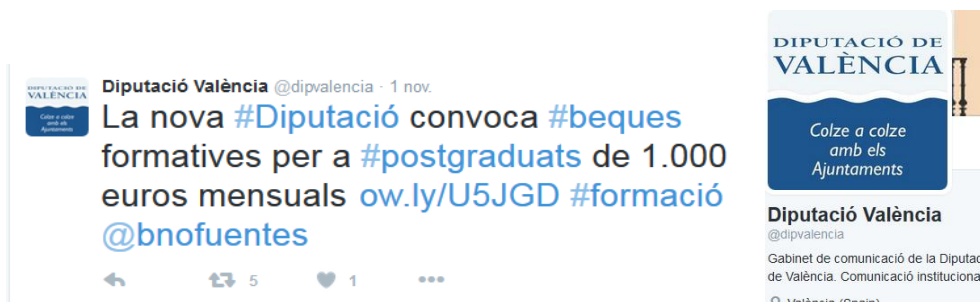 DIPUTACIÓ DE
VALÈNCIA
Colze a colze
amb els
Ajuntaments
Diputació València @dipvalencia · 1 nov.
La nova #Diputació convoca #beques
formatives per a #postgraduats de 1.000
euros mensuals ow.ly/U5JGD #formació
@bnofuentes
5 1
DIPUTACIÓ DE
VALÈNCIA
Colze a colze
amb els
Ajuntaments
Diputació València
@dipvalencia
Gabinet de comunicació de la Diputac
de València. Comunicació instituciona
València (Spain)